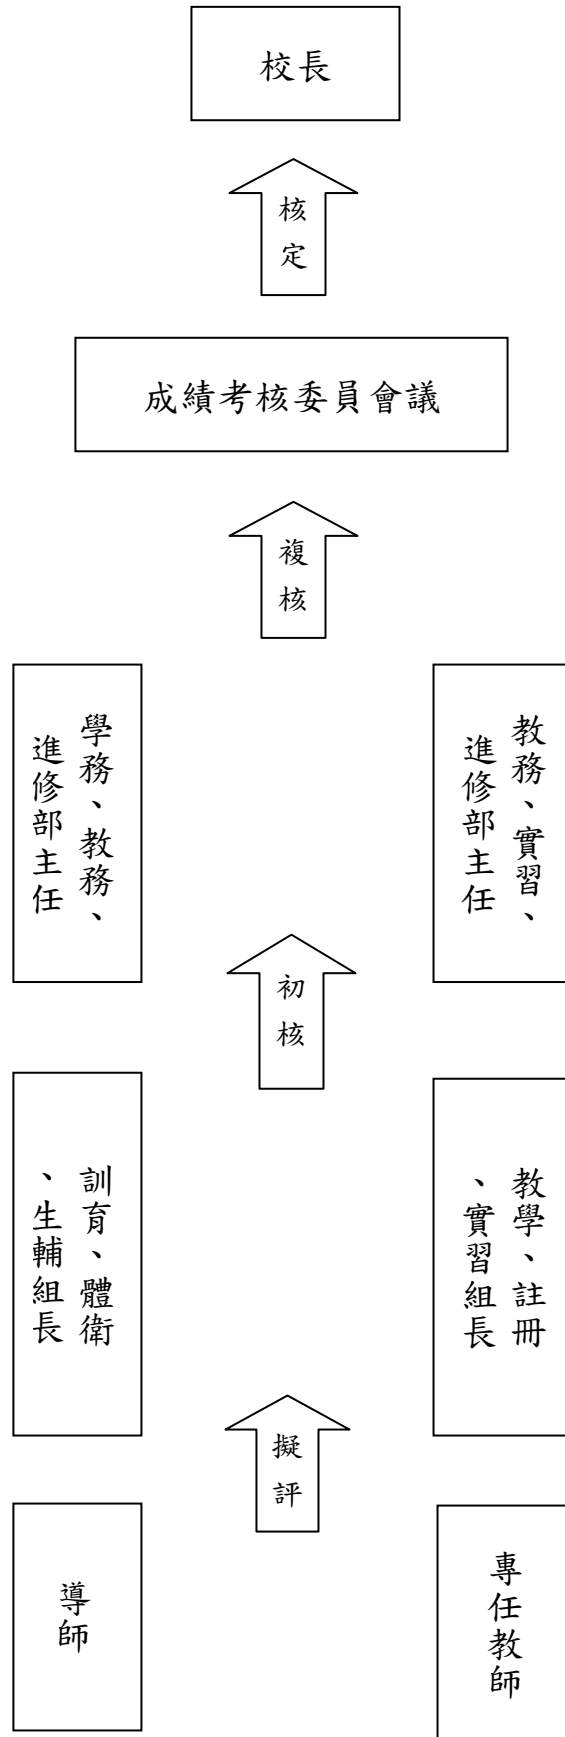 校長
核
定
成績考核委員會議
複
核
學務、教務、
進修部主任
教務、實習、
進修部主任
初
核
訓育、體衛
、生輔組長
教學、註冊
、實習組長
擬
評
導師
專任教師